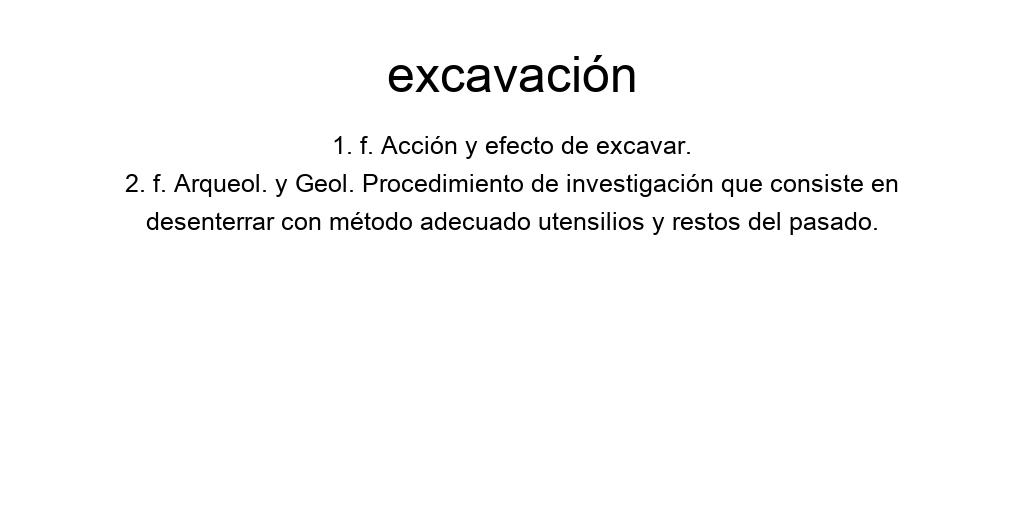 excavación
1. f. Acción y efecto de excavar.
2. f. Arqueol. y Geol. Procedimiento de investigación que consiste en
desenterrar con método adecuado utensilios y restos del pasado.